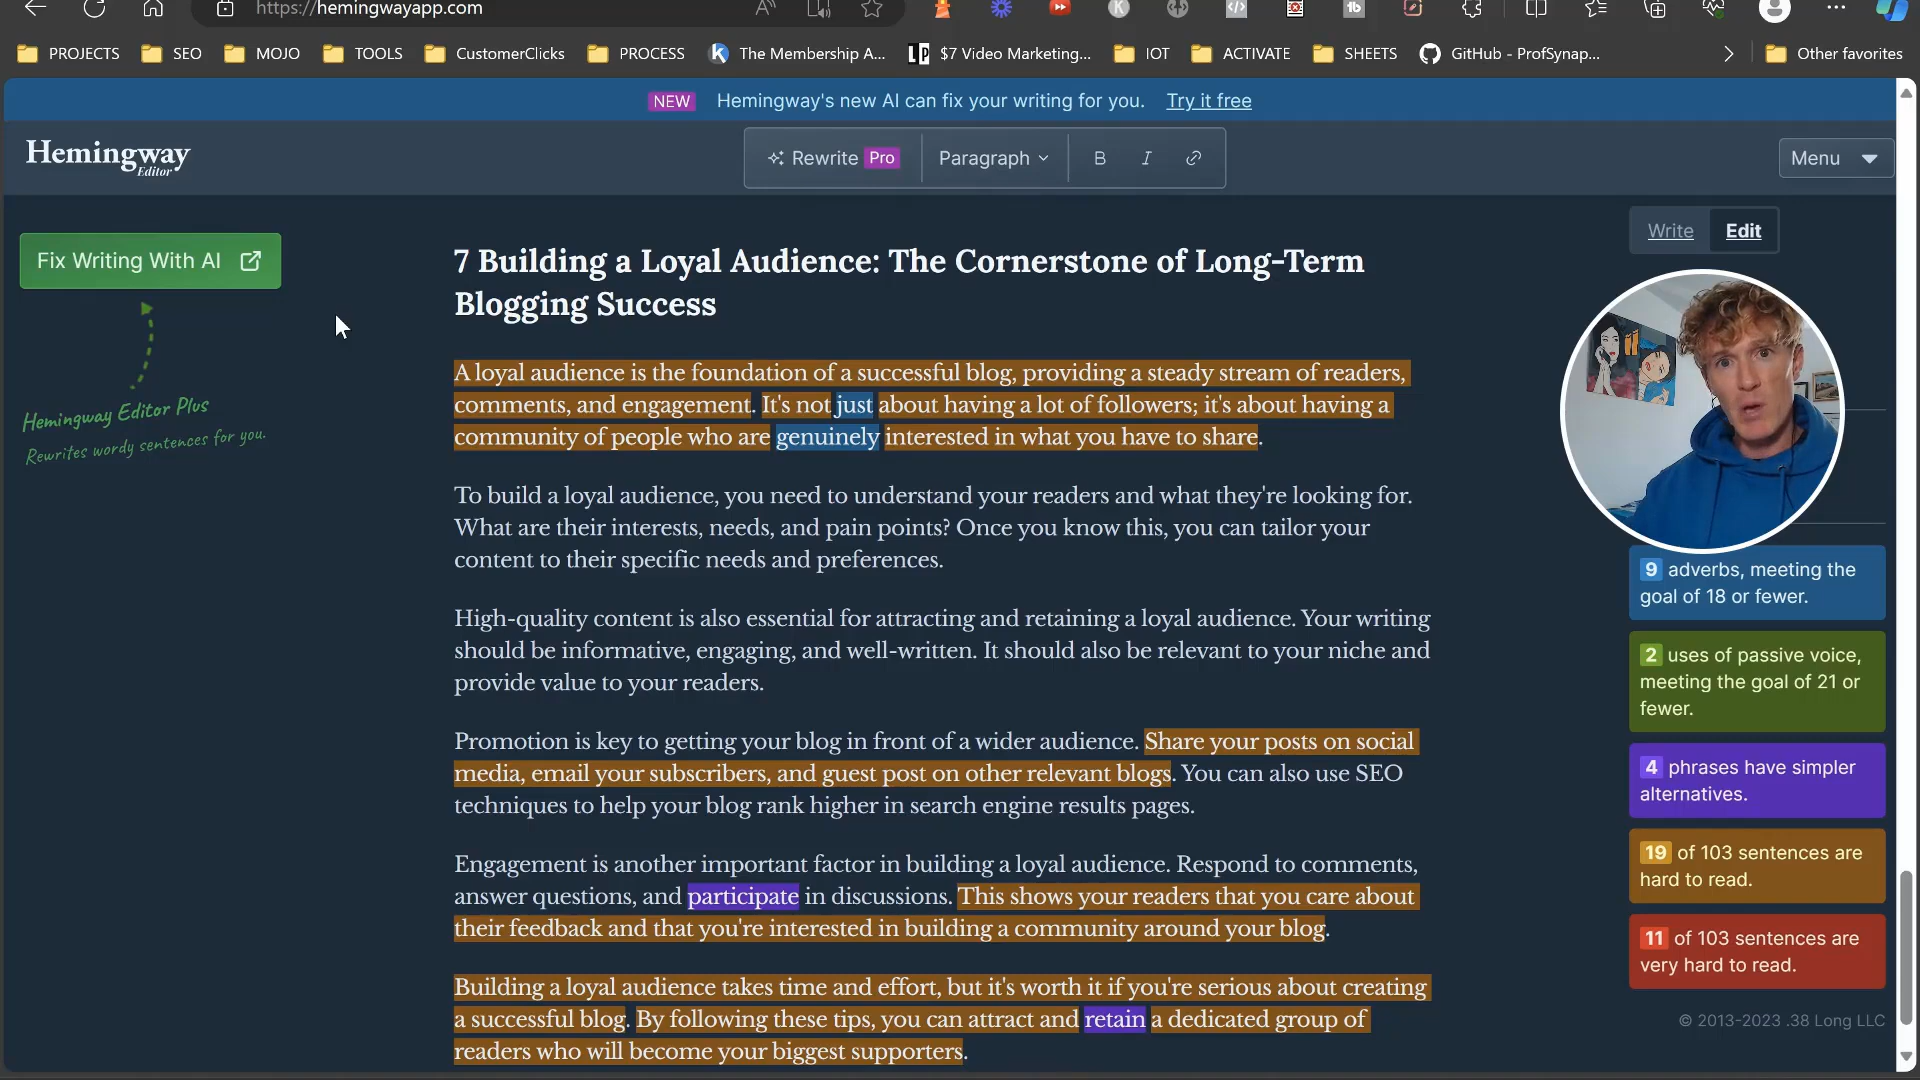 https://hemingwayapp.com
PROJECTS SEO MOJO TOOLS CustomerClicks PROCESS The Membership A... $7 Video Marketing... IOT ACTIVATE SHEETS GitHub - ProfSynap... Other favorites
NEW Hemingway's new AI can fix your writing for you. Try it free
Hemingway
Editor
Rewrite Pro Paragraph B I
Menu
Write Edit
Fix Writing With AI
Hemingway Editor Plus
Rewrites wordy sentences for you.
7 Building a Loyal Audience: The Cornerstone of Long-Term
Blogging Success
A loyal audience is the foundation of a successful blog, providing a steady stream of readers,
comments, and engagement. It's not just about having a lot of followers; it's about having a
community of people who are genuinely interested in what you have to share.
To build a loyal audience, you need to understand your readers and what they're looking for.
What are their interests, needs, and pain points? Once you know this, you can tailor your
content to their specific needs and preferences.
High-quality content is also essential for attracting and retaining a loyal audience. Your writing
should be informative, engaging, and well-written. It should also be relevant to your niche and
provide value to your readers.
Promotion is key to getting your blog in front of a wider audience. Share your posts on social
media, email your subscribers, and guest post on other relevant blogs. You can also use SEO
techniques to help your blog rank higher in search engine results pages.
Engagement is another important factor in building a loyal audience. Respond to comments,
answer questions, and participate in discussions. This shows your readers that you care about
their feedback and that you're interested in building a community around your blog.
Building a loyal audience takes time and effort, but it's worth it if you're serious about creating
a successful blog. By following these tips, you can attract and retain a dedicated group of
readers who will become your biggest supporters.
9 adverbs, meeting the
goal of 18 or fewer.
2 uses of passive voice,
meeting the goal of 21 or
fewer.
4 phrases have simpler
alternatives.
19 of 103 sentences are
hard to read.
11 of 103 sentences are
very hard to read.
© 2013-2023 .38 Long LLC